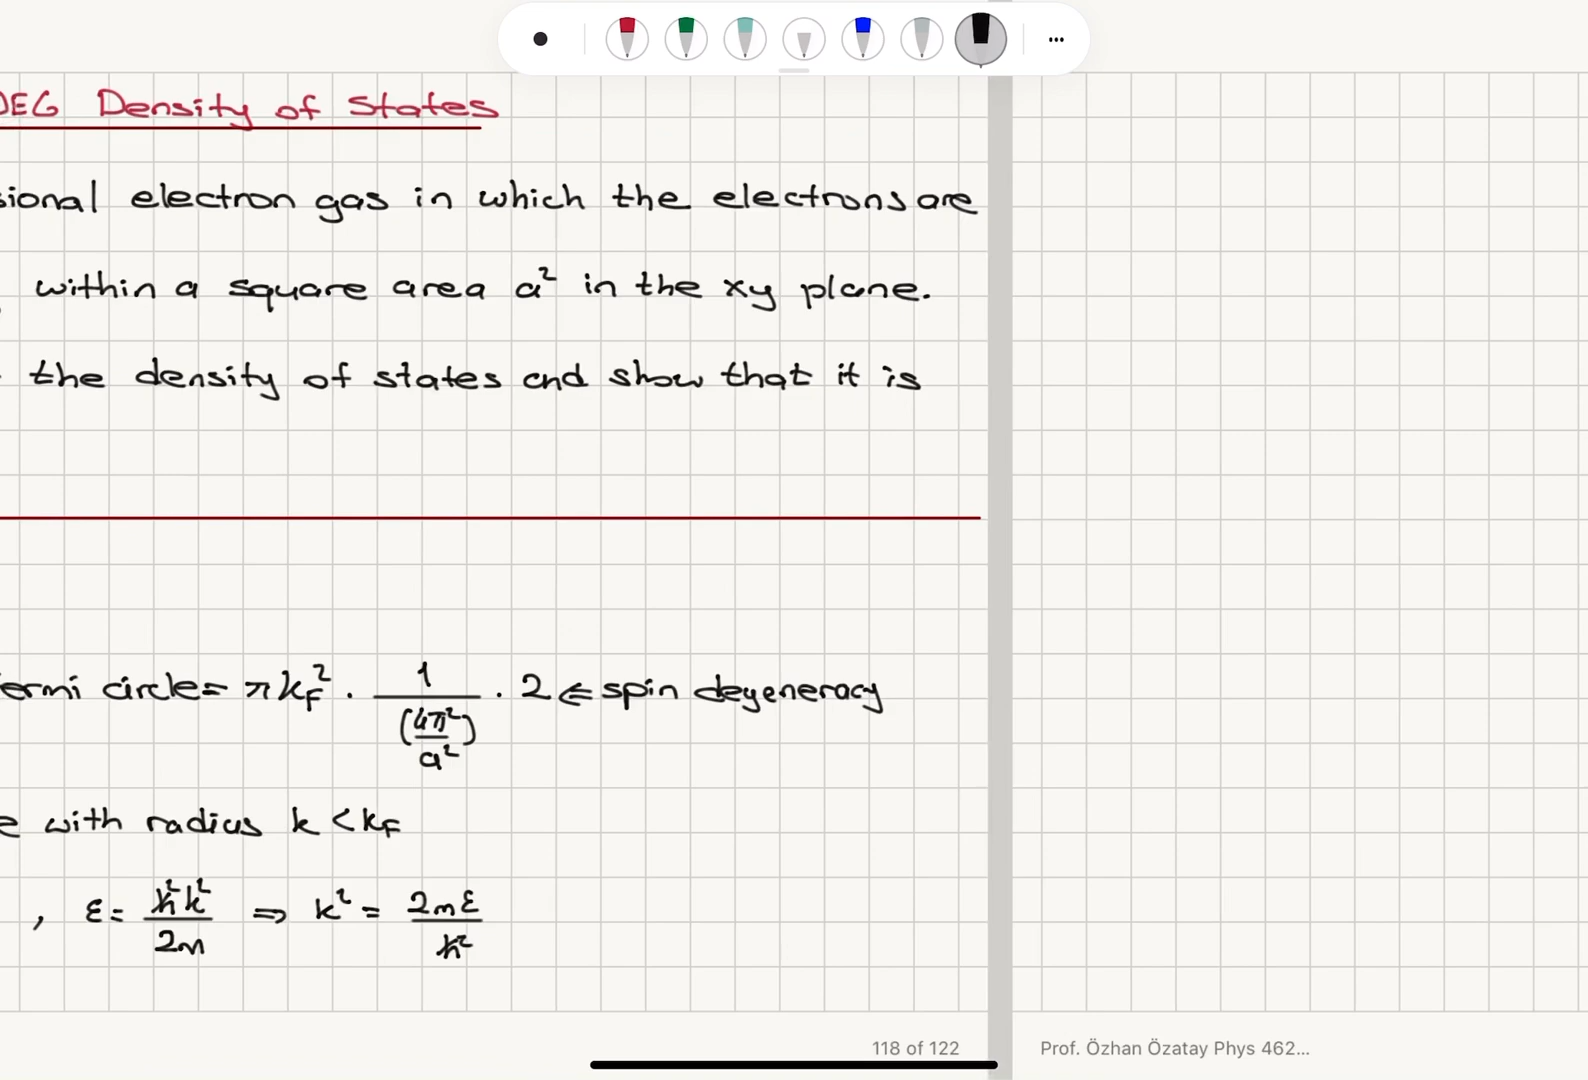 DEG Density of States
sional electron gas in which the electrons are
within a square area a² in the xy plane.
the density of states and show that it is
ermi circle = πk_F² · 1/(4π²/a²) · 2 ⇐ spin degeneracy
e with radius k < k_F
, ε = ħ²k²/2m ⇒ k² = 2mε/ħ²
118 of 122
Prof. Özhan Özatay Phys 462...